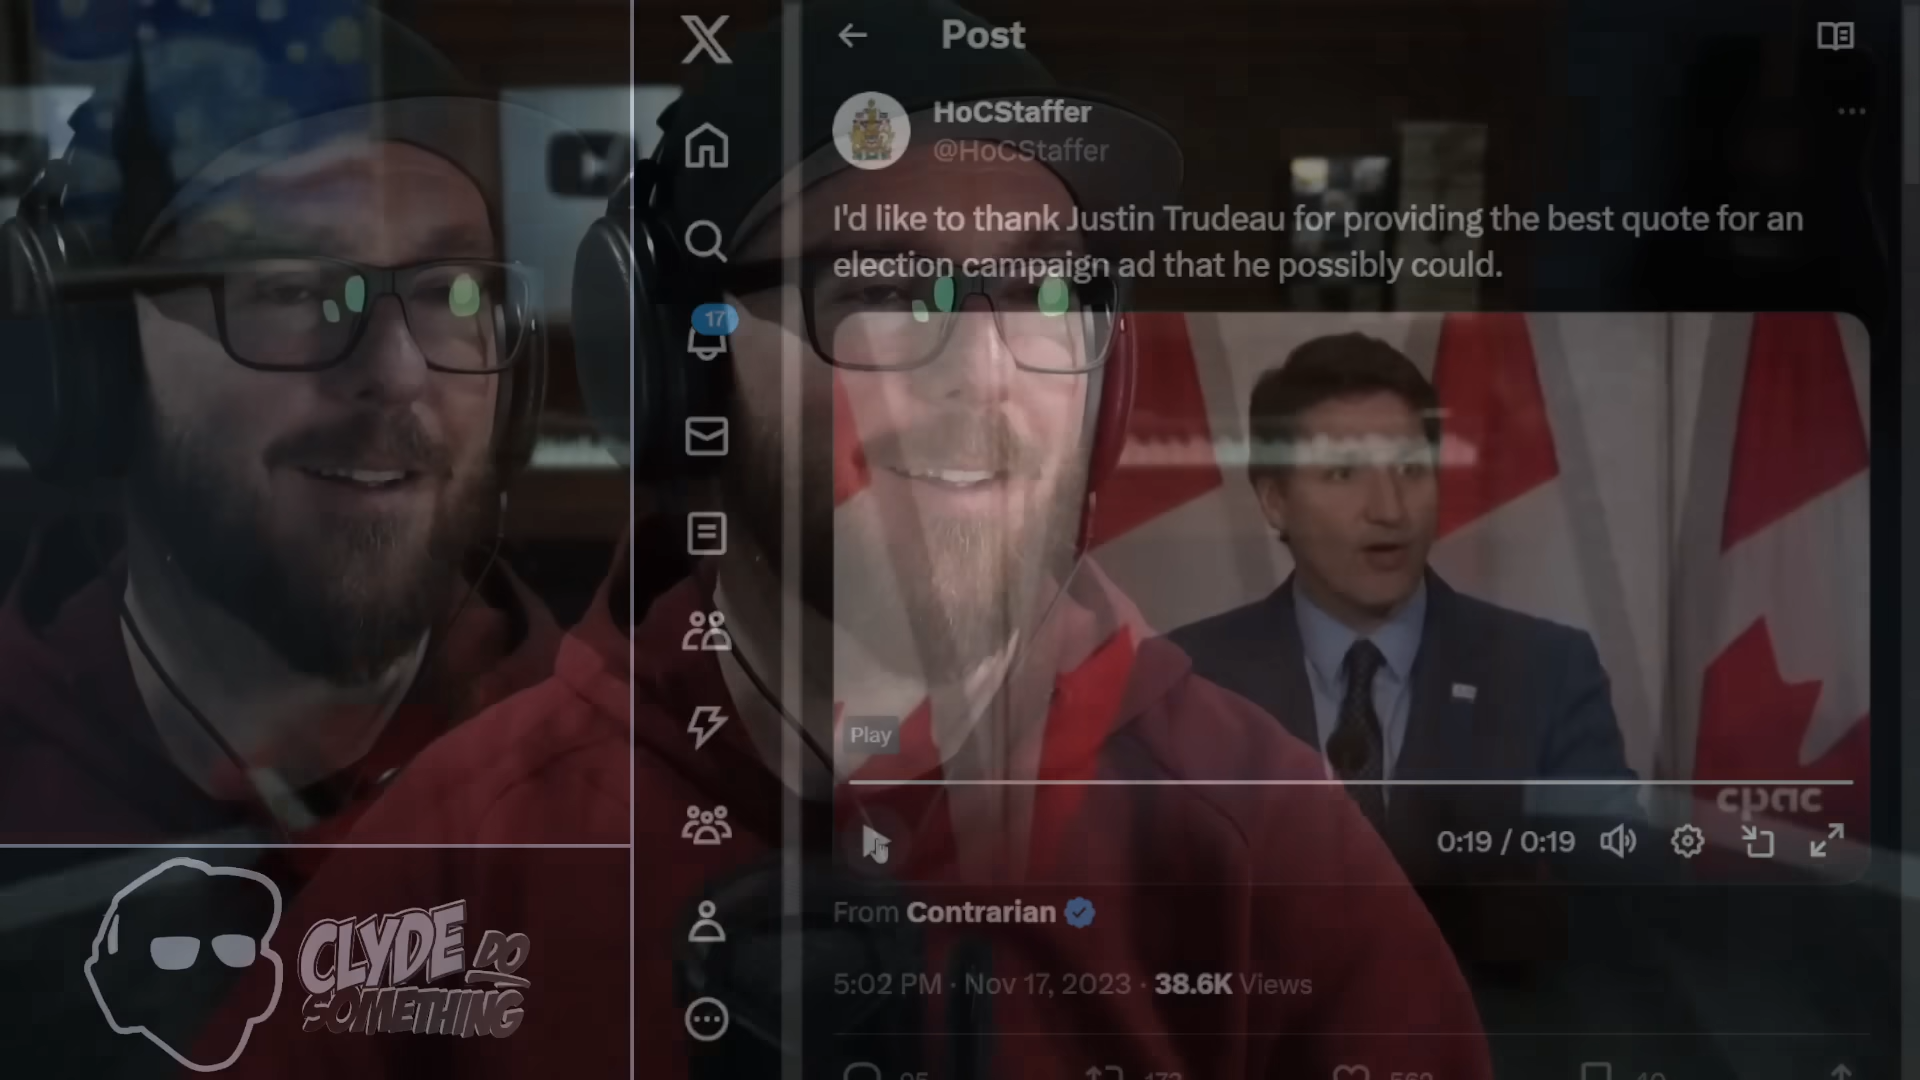 Post
HoCStaffer
@HoCStaffer
I'd like to thank Justin Trudeau for providing the best quote for an
election campaign ad that he possibly could.
17
Play
cpac
0:19 / 0:19
From Contrarian
5:02 PM · Nov 17, 2023 · 38.6K Views
CLYDE DO
SOMETHING